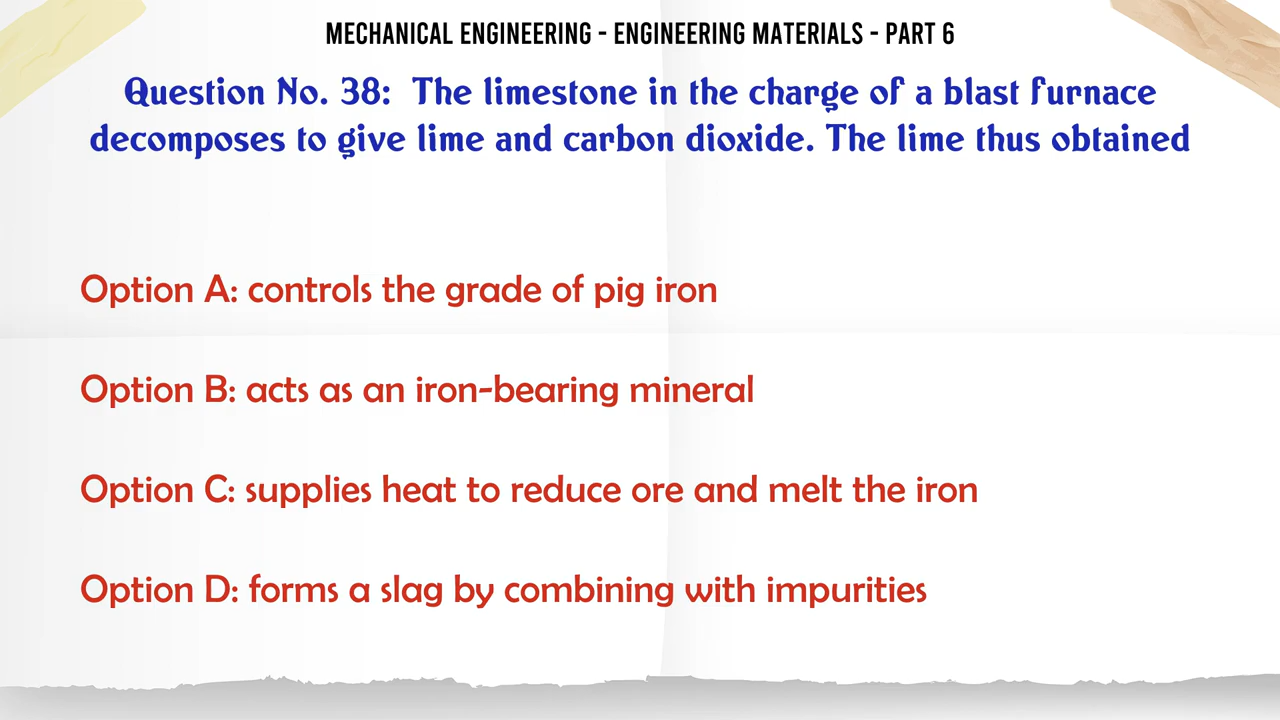 MECHANICAL ENGINEERING - ENGINEERING MATERIALS - PART 6
Question No. 38: The limestone in the charge of a blast furnace
decomposes to give lime and carbon dioxide. The lime thus obtained
Option A: controls the grade of pig iron
Option B: acts as an iron-bearing mineral
Option C: supplies heat to reduce ore and melt the iron
Option D: forms a slag by combining with impurities